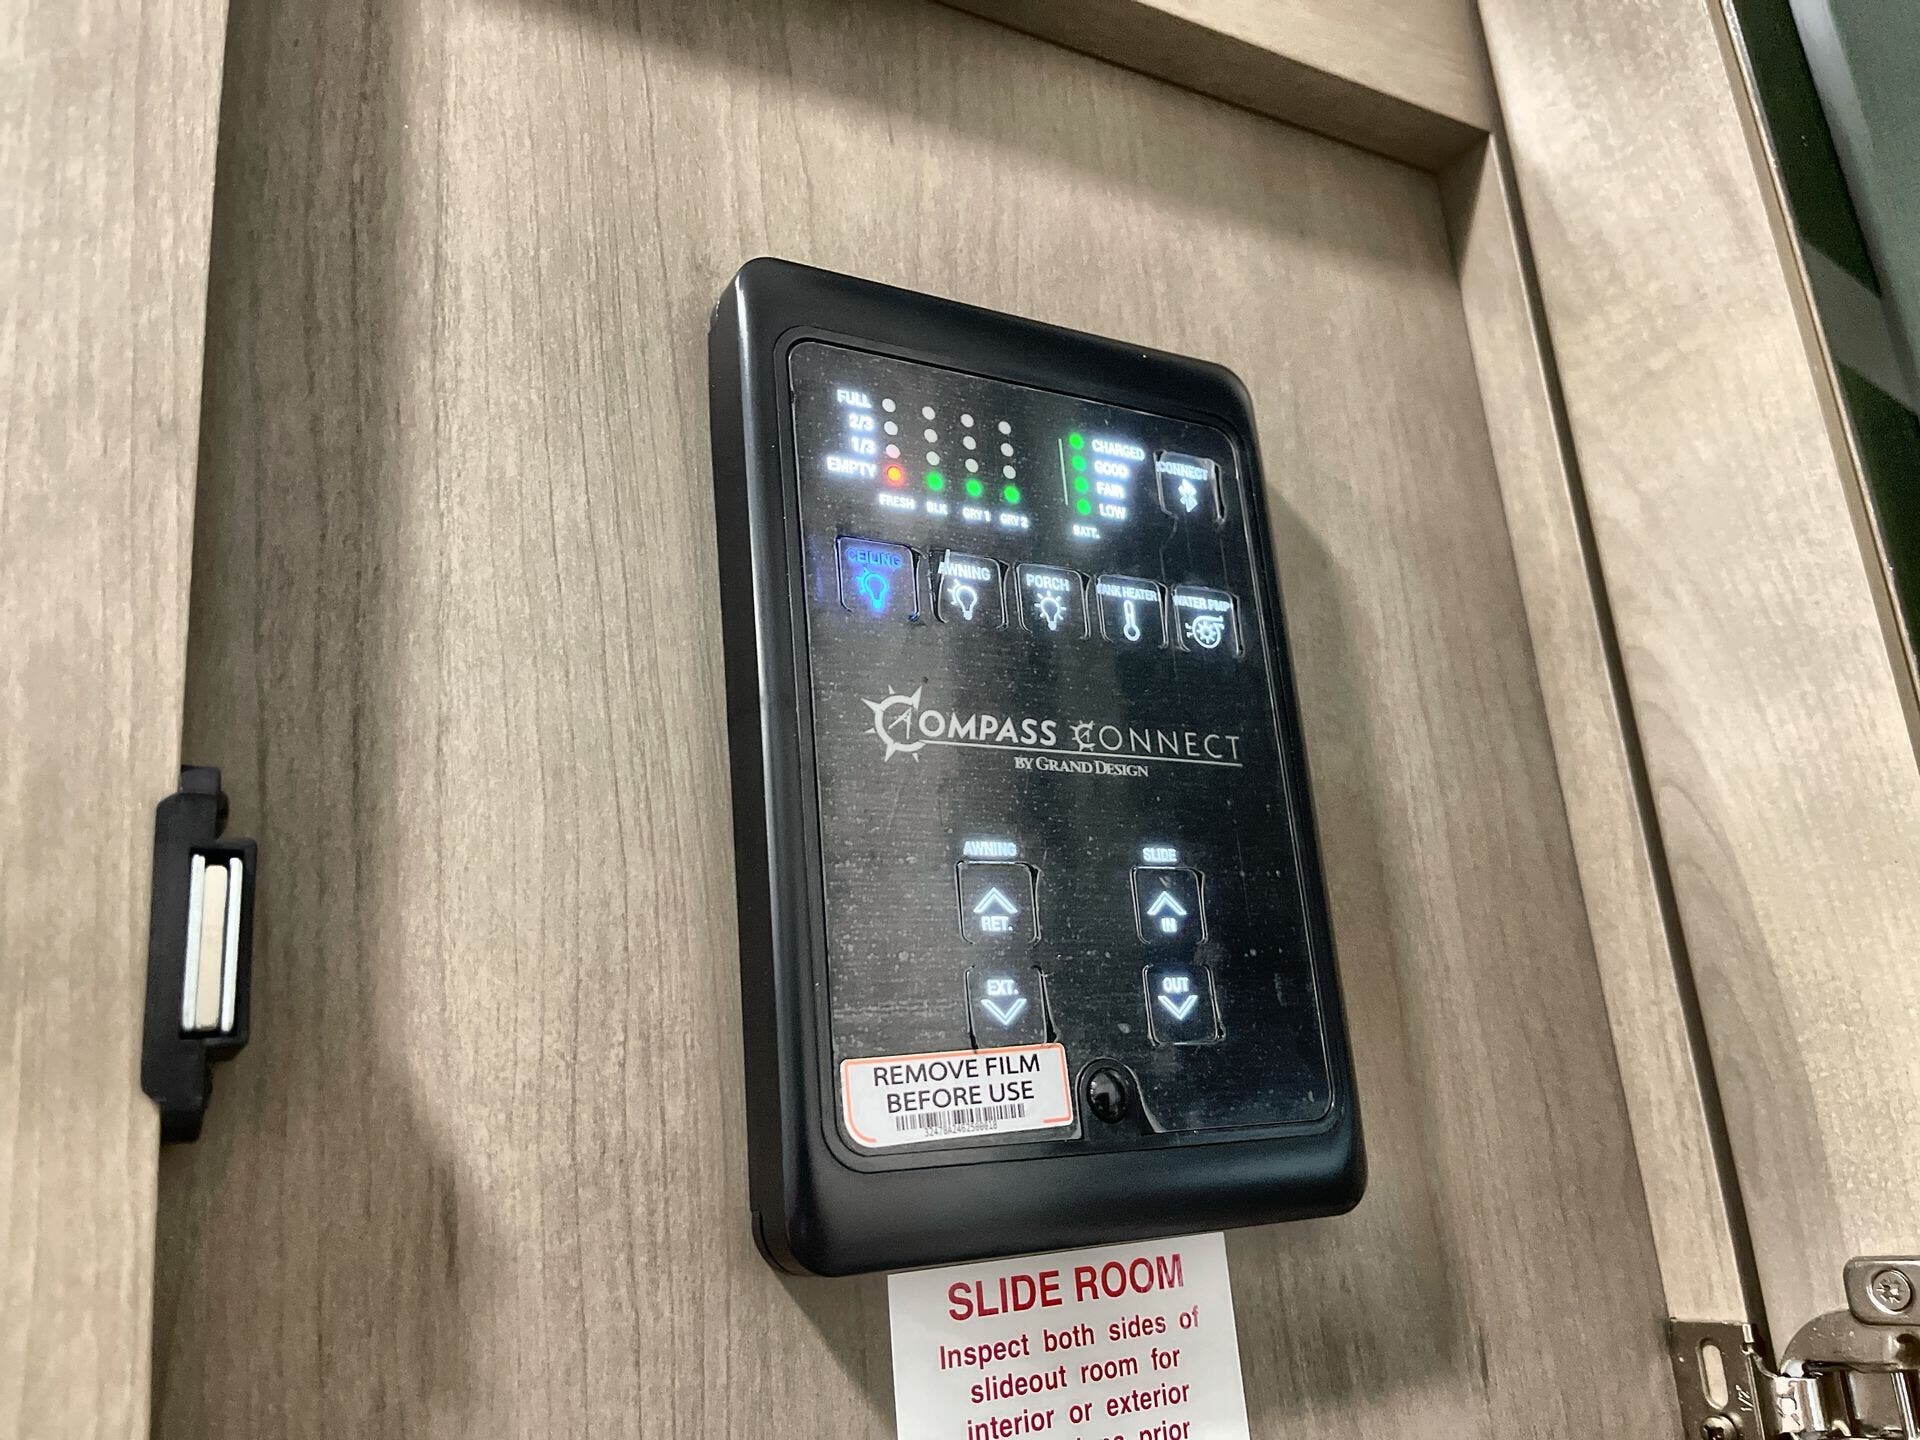 FULL
2/3
1/3
EMPTY
FRESH BLK GRY 1 GRY 2
CHARGED
GOOD
FAIR
LOW
BATT.
CONNECT
CEILING
AWNING
PORCH
TANK HEATER
WATER PMP
COMPASS CONNECT
BY GRAND DESIGN
AWNING
RET.
EXT.
SLIDE
IN
OUT
REMOVE FILM
BEFORE USE
SLIDE ROOM
Inspect both sides of
slideout room for
interior or exterior
prior